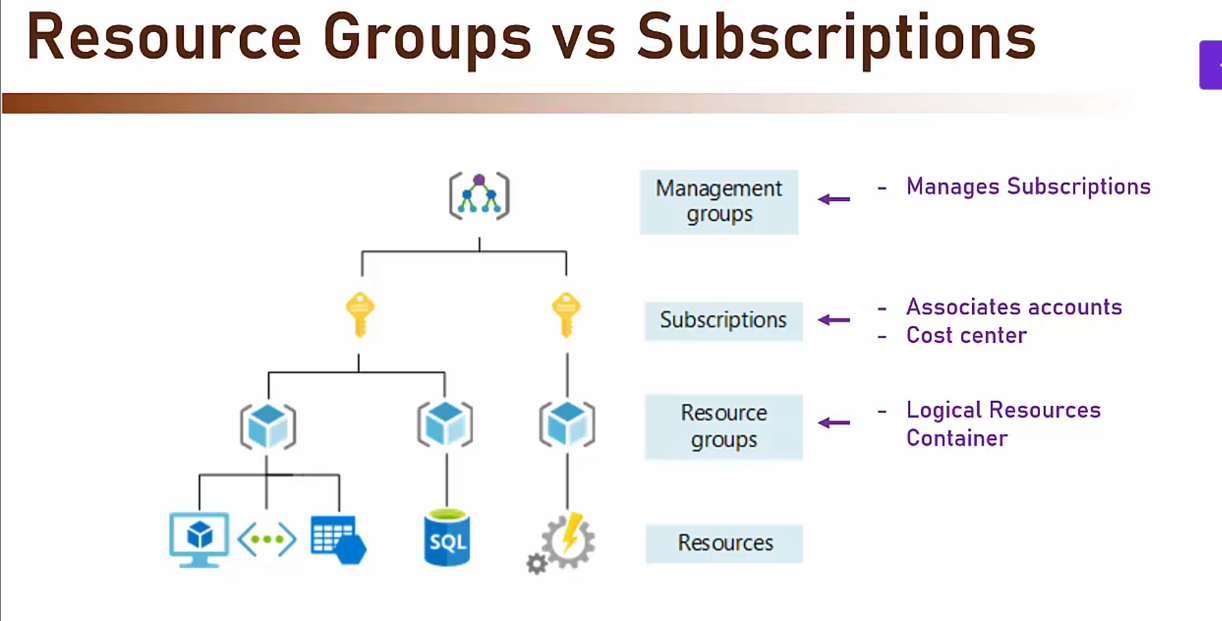 Resource Groups vs Subscriptions
Management
groups
- Manages Subscriptions
Subscriptions
- Associates accounts
- Cost center
Resource
groups
- Logical Resources
Container
SQL
Resources